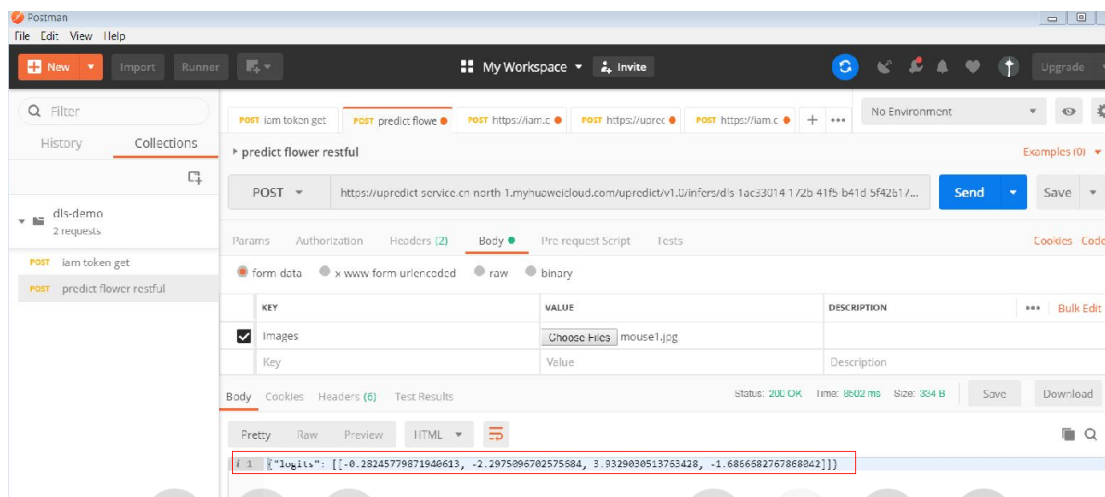 Postman
File Edit View Help
New Import Runner My Workspace Invite Upgrade
Filter
History Collections
dls-demo
2 requests
POST iam token get
POST predict flower restful
POST iam token get POST predict flowe POST https://iam.c POST https://uprec POST https://iam.c + ••• No Environment
predict flower restful Examples (0)
POST https://upredict service.cn north 1.myhuaweicloud.com/upredict/v1.0/infers/dls 1ac33014 172b 41f5 b41d 5f42617... Send Save
Params Authorization Headers (2) Body Pre request Script Tests Cookies Code
form data x www form urlencoded raw binary
KEY VALUE DESCRIPTION ••• Bulk Edit
Images Choose Files mouse1.jpg
Key Value Description
Body Cookies Headers (6) Test Results Status: 200 OK Time: 8502 ms Size: 334 B Save Download
Pretty Raw Preview HTML
i 1 {"logits": [[-0.28245779871940613, -2.2975096702575684, 3.9329030513763428, -1.6866682767868042]]}